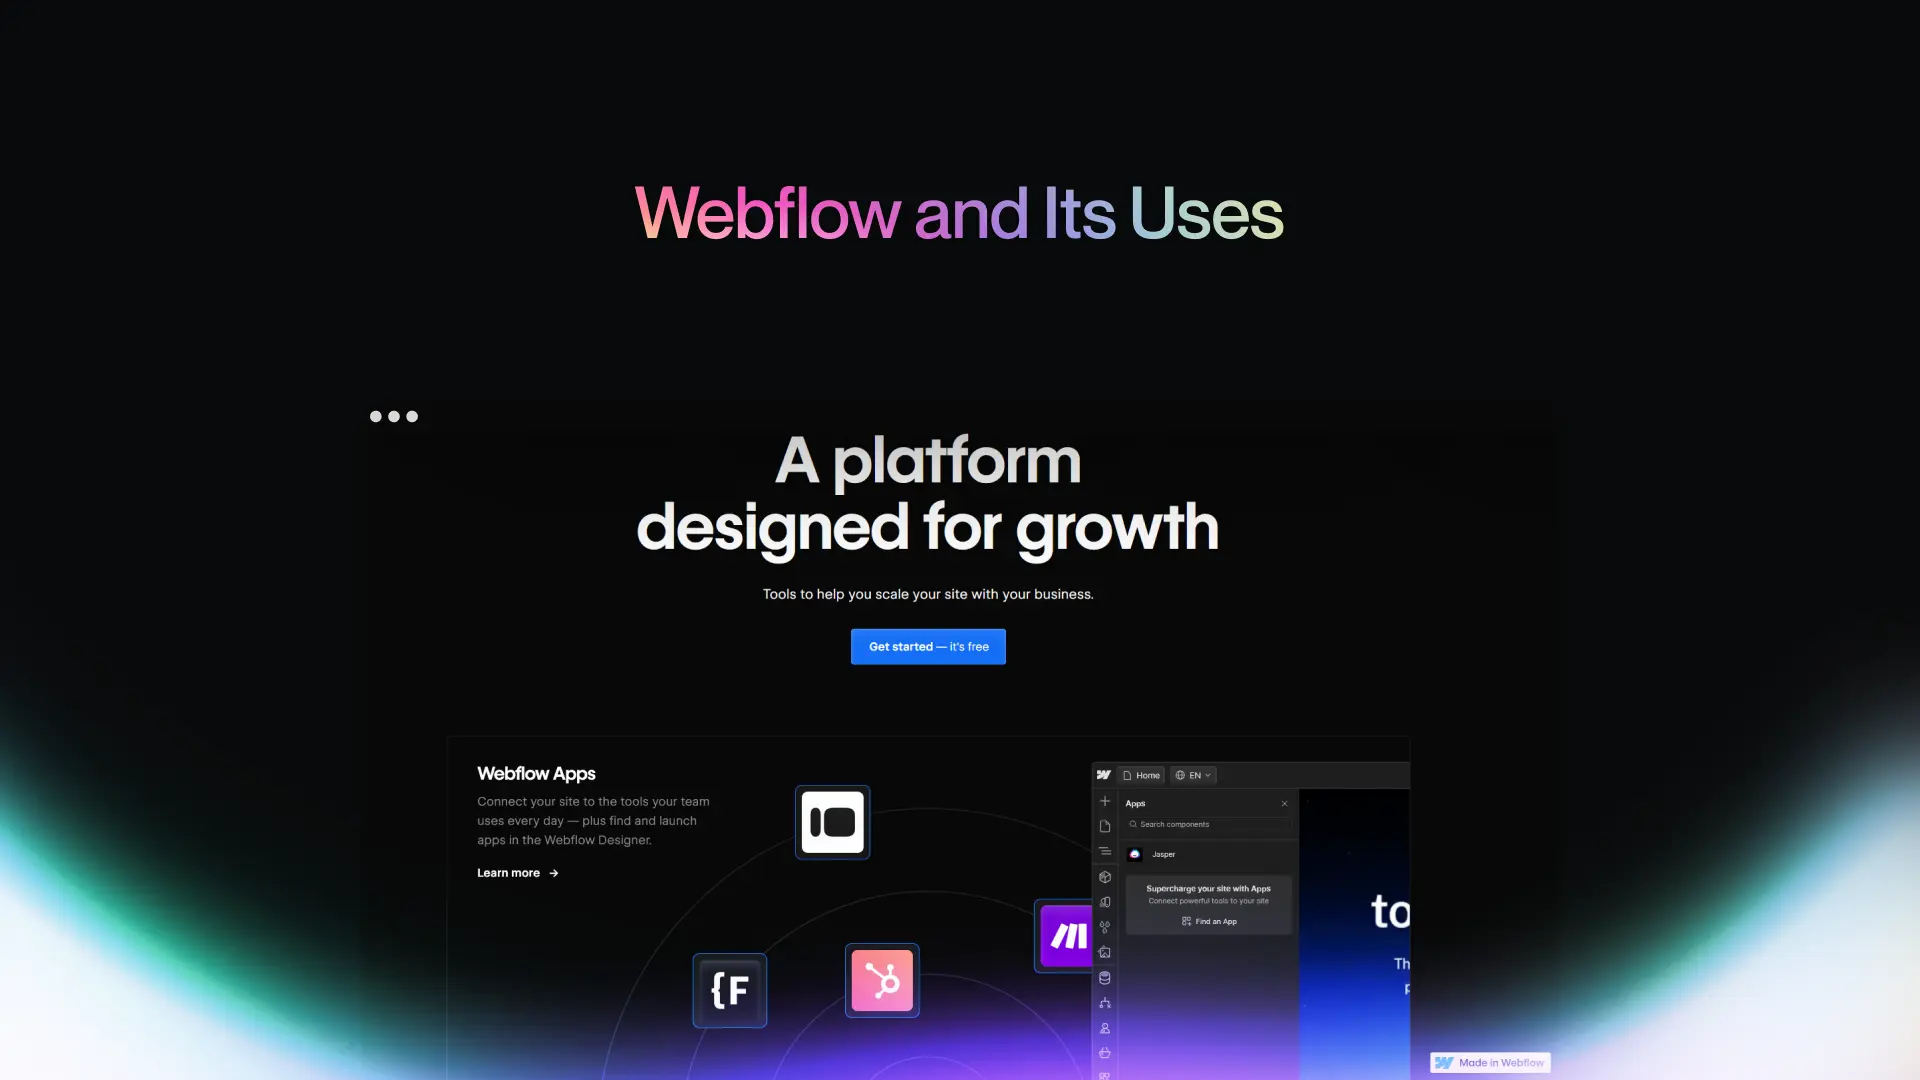 Webflow and Its Uses
A platform
designed for growth
Tools to help you scale your site with your business.
Get started — it's free
Webflow Apps
Connect your site to the tools your team
uses every day — plus find and launch
apps in the Webflow Designer.
Learn more →
{F
Home
EN
Apps
Search components
Jasper
Supercharge your site with Apps
Connect powerful tools to your site
Find an App
to
Th
Made in Webflow